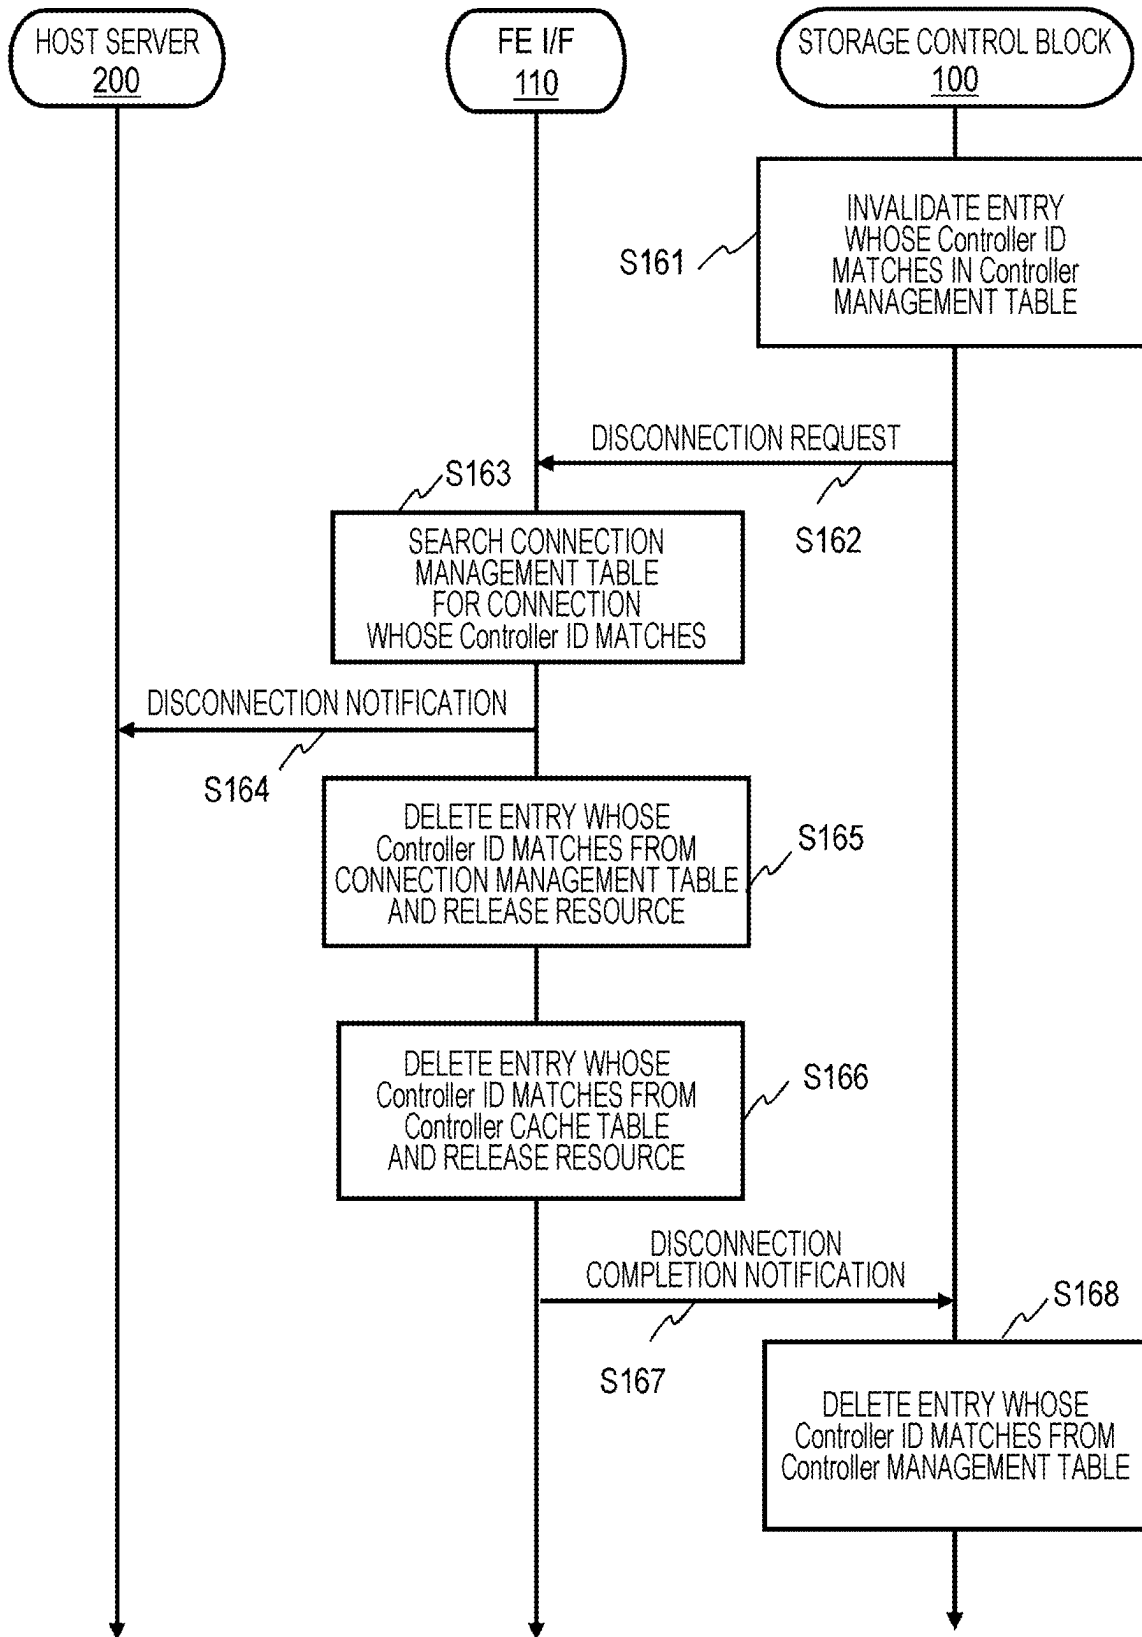 HOST SERVER
200
FE I/F
110
STORAGE CONTROL BLOCK
100
INVALIDATE ENTRY
WHOSE Controller ID
MATCHES IN Controller
MANAGEMENT TABLE
S161
DISCONNECTION REQUEST
S162
S163
SEARCH CONNECTION
MANAGEMENT TABLE
FOR CONNECTION
WHOSE Controller ID MATCHES
DISCONNECTION NOTIFICATION
S164
DELETE ENTRY WHOSE
Controller ID MATCHES FROM
CONNECTION MANAGEMENT TABLE
AND RELEASE RESOURCE
S165
DELETE ENTRY WHOSE
Controller ID MATCHES FROM
Controller CACHE TABLE
AND RELEASE RESOURCE
S166
DISCONNECTION
COMPLETION NOTIFICATION
S167
S168
DELETE ENTRY WHOSE
Controller ID MATCHES FROM
Controller MANAGEMENT TABLE